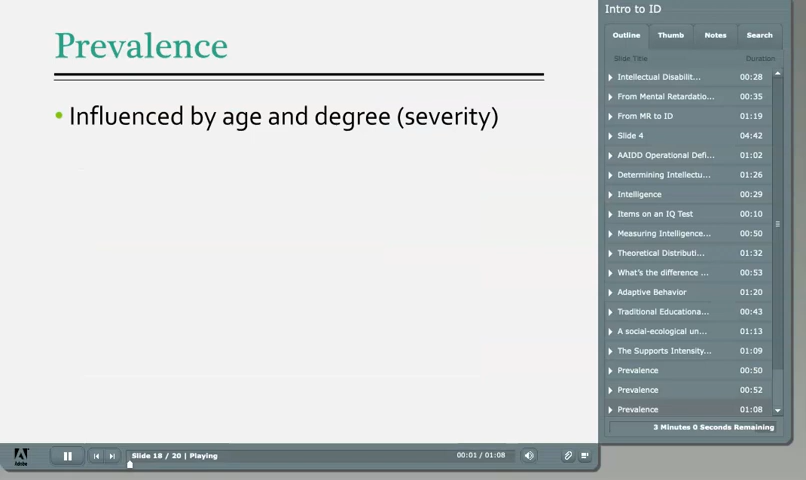 Prevalence
• Influenced by age and degree (severity)
Intro to ID
Outline Thumb Notes Search
Slide Title Duration
Intellectual Disabilit... 00:28
From Mental Retardatio... 00:35
From MR to ID 01:19
Slide 4 04:42
AAIDD Operational Defi... 01:02
Determining Intellectu... 01:26
Intelligence 00:29
Items on an IQ Test 00:10
Measuring Intelligence... 00:50
Theoretical Distributi... 01:32
What's the difference ... 00:53
Adaptive Behavior 01:20
Traditional Educationa... 00:43
A social-ecological un... 01:13
The Supports Intensity... 01:09
Prevalence 00:50
Prevalence 00:52
Prevalence 01:08
3 Minutes 0 Seconds Remaining
Adobe
Slide 18 / 20 | Playing 00:01 / 01:08